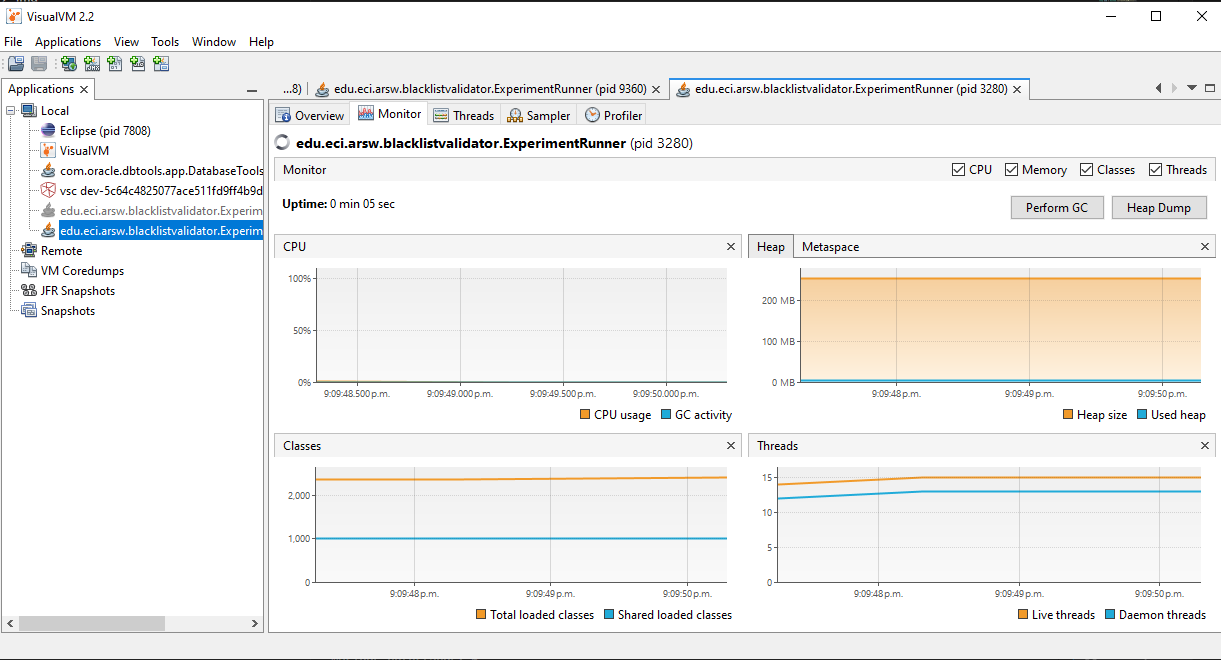 VisualVM 2.2
File Applications View Tools Window Help
Applications
...8) edu.eci.arsw.blacklistvalidator.ExperimentRunner (pid 9360) edu.eci.arsw.blacklistvalidator.ExperimentRunner (pid 3280)
Local
Eclipse (pid 7808)
VisualVM
com.oracle.dbtools.app.DatabaseTools
vsc dev-5c64c4825077ace511fd9ff4b9d
edu.eci.arsw.blacklistvalidator.Experim
edu.eci.arsw.blacklistvalidator.Experim
Remote
VM Coredumps
JFR Snapshots
Snapshots
Overview Monitor Threads Sampler Profiler
edu.eci.arsw.blacklistvalidator.ExperimentRunner (pid 3280)
Monitor CPU Memory Classes Threads
Uptime: 0 min 05 sec
Perform GC Heap Dump
CPU
100%
50%
0%
9:09:48.500 p.m. 9:09:49.000 p.m. 9:09:49.500 p.m. 9:09:50.000 p.m.
CPU usage GC activity
Heap Metaspace
200 MB
100 MB
0 MB
9:09:48 p.m. 9:09:49 p.m. 9:09:50 p.m.
Heap size Used heap
Classes
2,000
1,000
0
9:09:48 p.m. 9:09:49 p.m. 9:09:50 p.m.
Total loaded classes Shared loaded classes
Threads
15
10
5
0
9:09:48 p.m. 9:09:49 p.m. 9:09:50 p.m.
Live threads Daemon threads